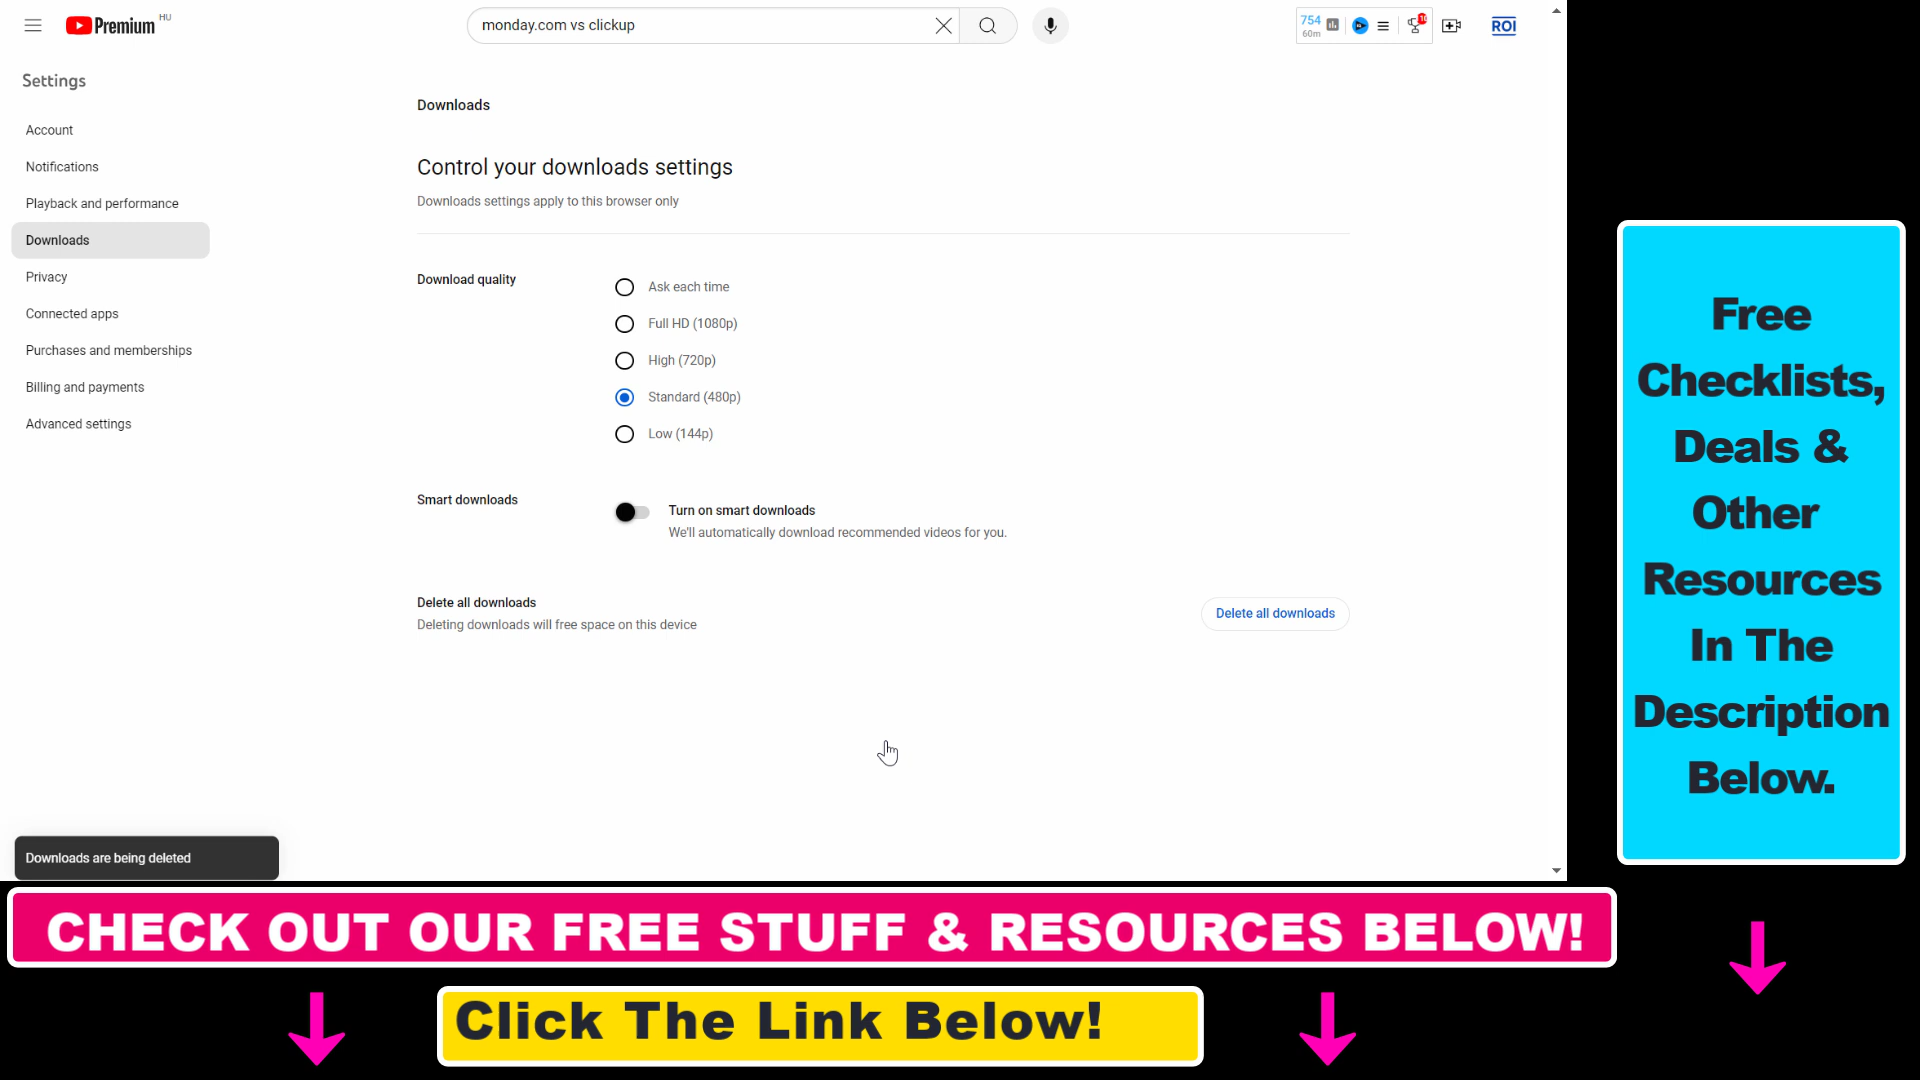 Premium HU
monday.com vs clickup
754
60m
10
ROI
Settings
Account
Notifications
Playback and performance
Downloads
Privacy
Connected apps
Purchases and memberships
Billing and payments
Advanced settings
Downloads
Control your downloads settings
Downloads settings apply to this browser only
Download quality
Ask each time
Full HD (1080p)
High (720p)
Standard (480p)
Low (144p)
Smart downloads
Turn on smart downloads
We'll automatically download recommended videos for you.
Delete all downloads
Deleting downloads will free space on this device
Delete all downloads
Downloads are being deleted
Free
Checklists,
Deals &
Other
Resources
In The
Description
Below.
CHECK OUT OUR FREE STUFF & RESOURCES BELOW!
Click The Link Below!